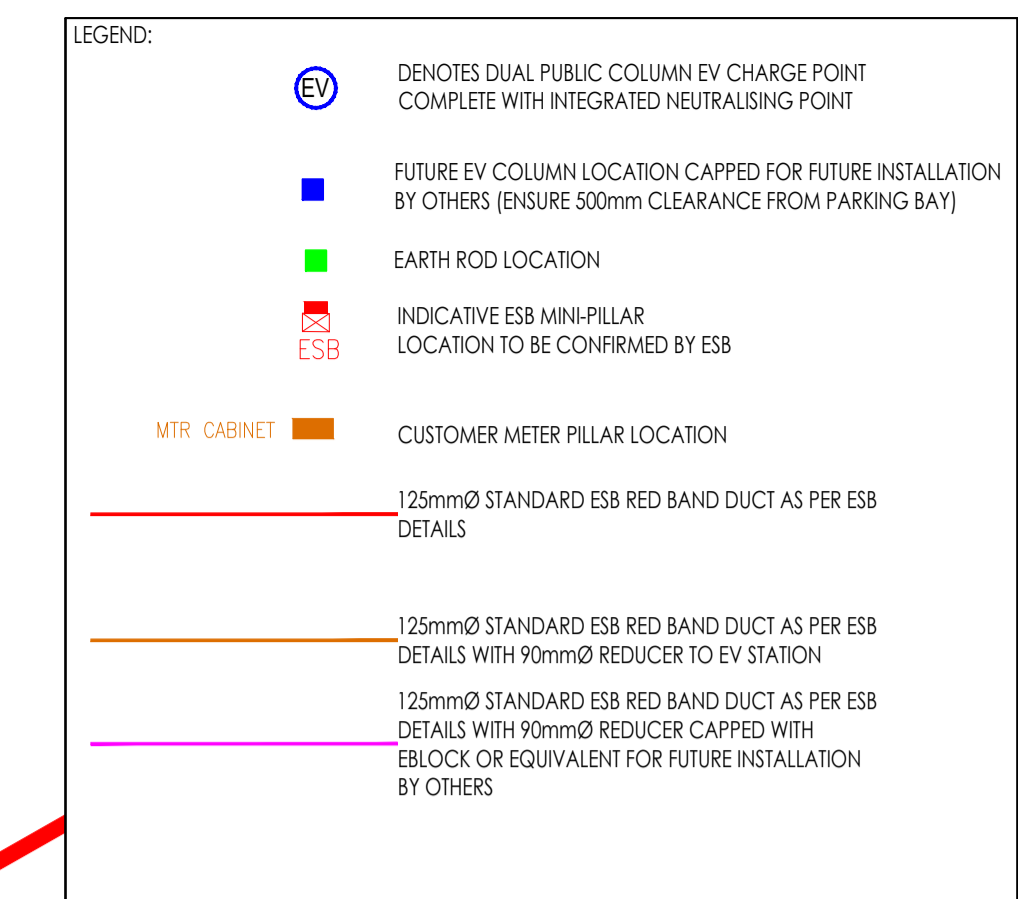 LEGEND:
EV
DENOTES DUAL PUBLIC COLUMN EV CHARGE POINT
COMPLETE WITH INTEGRATED NEUTRALISING POINT
FUTURE EV COLUMN LOCATION CAPPED FOR FUTURE INSTALLATION
BY OTHERS (ENSURE 500mm CLEARANCE FROM PARKING BAY)
EARTH ROD LOCATION
ESB
INDICATIVE ESB MINI-PILLAR
LOCATION TO BE CONFIRMED BY ESB
MTR CABINET
CUSTOMER METER PILLAR LOCATION
125mmØ STANDARD ESB RED BAND DUCT AS PER ESB
DETAILS
125mmØ STANDARD ESB RED BAND DUCT AS PER ESB
DETAILS WITH 90mmØ REDUCER TO EV STATION
125mmØ STANDARD ESB RED BAND DUCT AS PER ESB
DETAILS WITH 90mmØ REDUCER CAPPED WITH
EBLOCK OR EQUIVALENT FOR FUTURE INSTALLATION
BY OTHERS